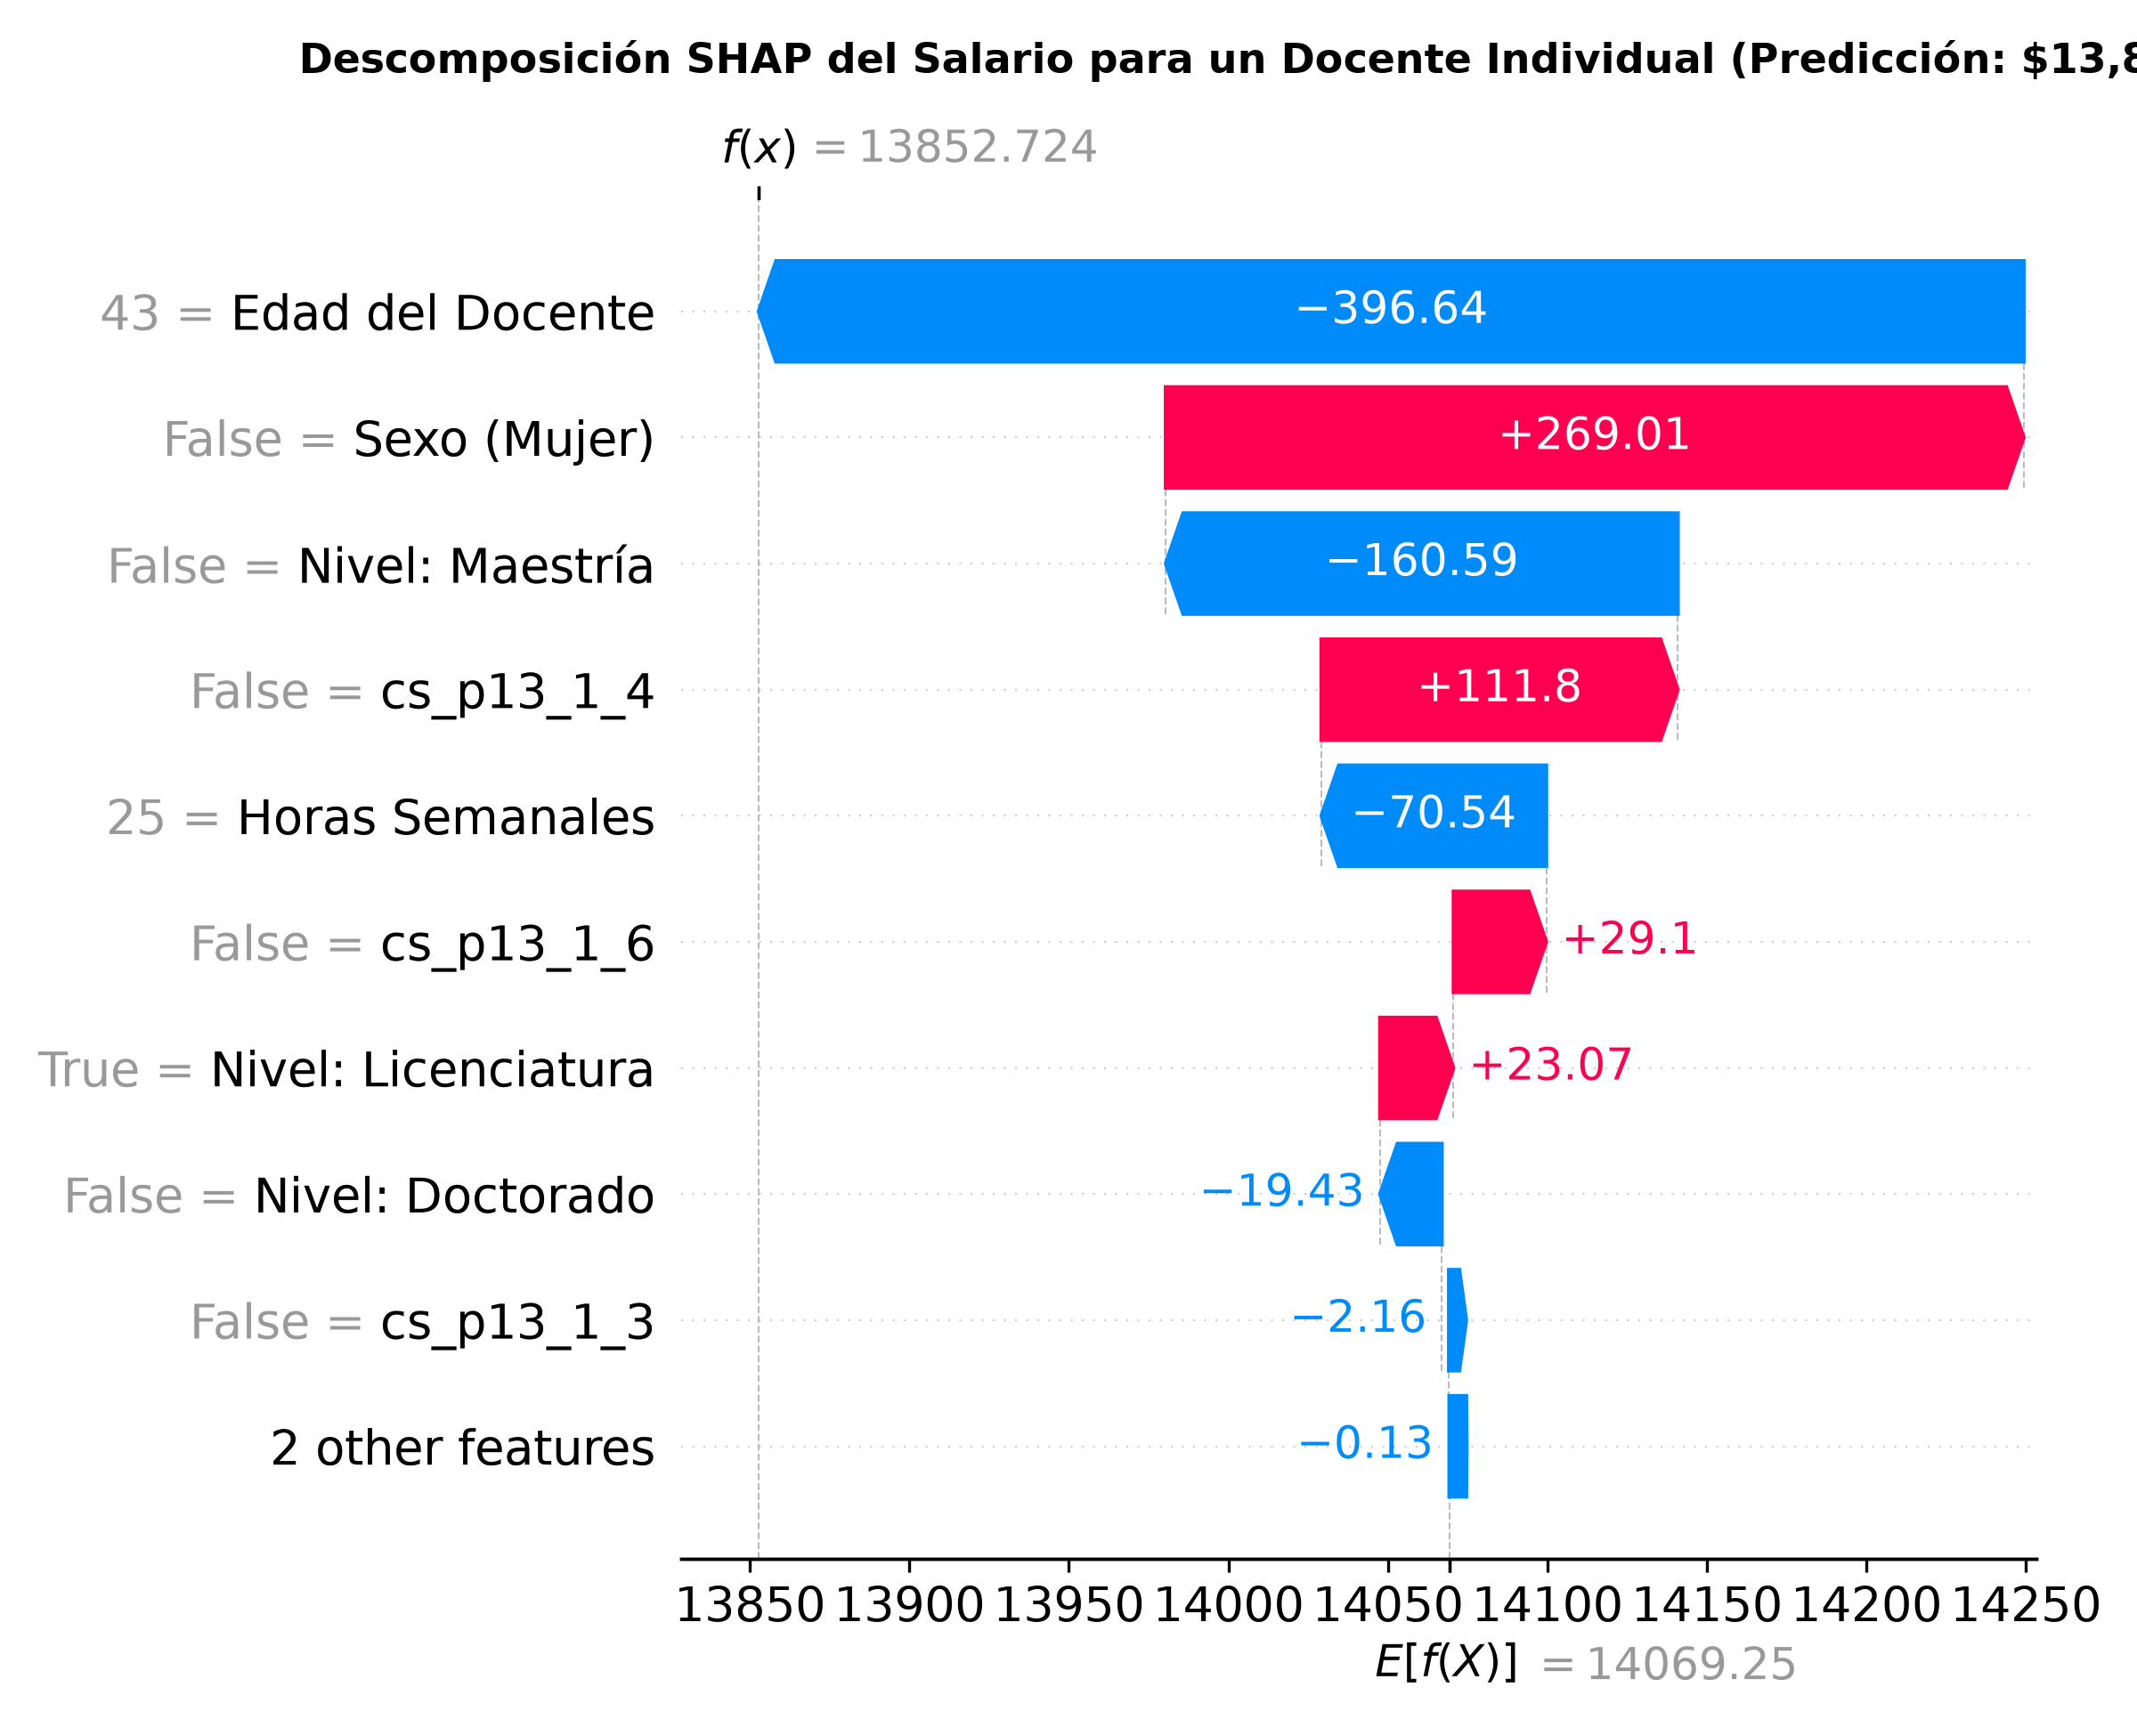 Descomposición SHAP del Salario para un Docente Individual (Predicción: $13,8
f(x) = 13852.724
43 = Edad del Docente −396.64
False = Sexo (Mujer) +269.01
False = Nivel: Maestría −160.59
False = cs_p13_1_4 +111.8
25 = Horas Semanales −70.54
False = cs_p13_1_6 +29.1
True = Nivel: Licenciatura +23.07
False = Nivel: Doctorado −19.43
False = cs_p13_1_3 −2.16
2 other features −0.13
13850 13900 13950 14000 14050 14100 14150 14200 14250
E[f(X)] = 14069.25